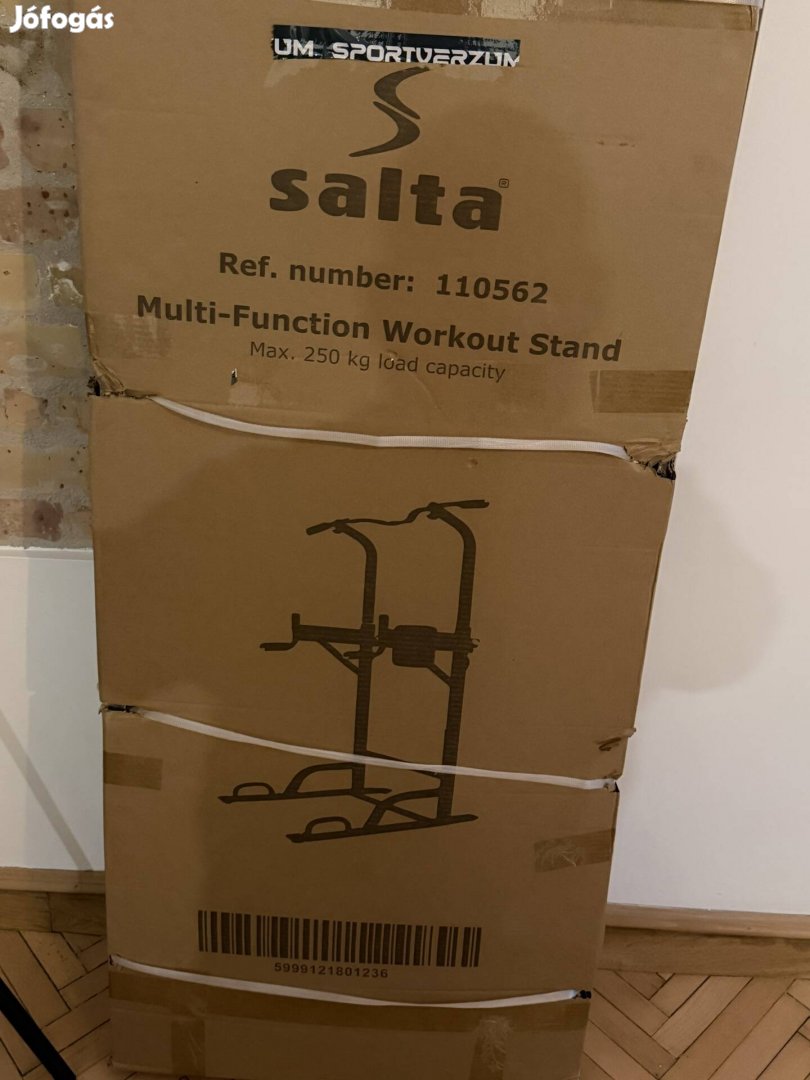 Jófogás
UM SPORTVERZUM
salta®
Ref. number: 110562
Multi-Function Workout Stand
Max. 250 kg load capacity
5999121801236